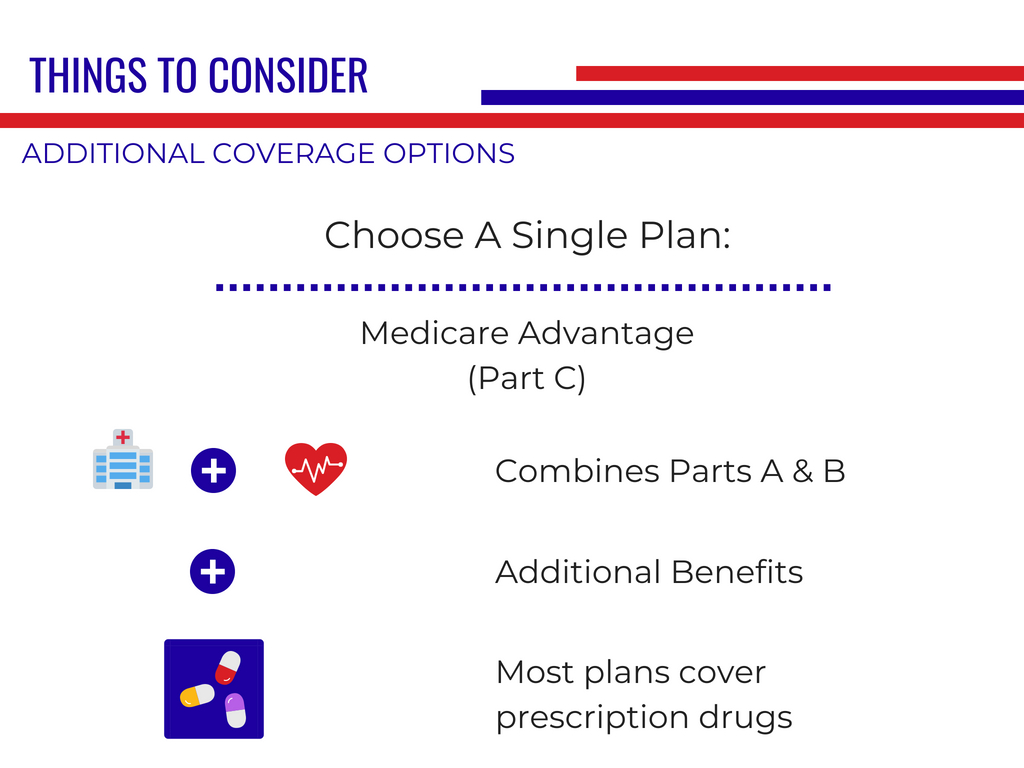 THINGS TO CONSIDER
ADDITIONAL COVERAGE OPTIONS
Choose A Single Plan:
Medicare Advantage
(Part C)
Combines Parts A & B
Additional Benefits
Most plans cover
prescription drugs